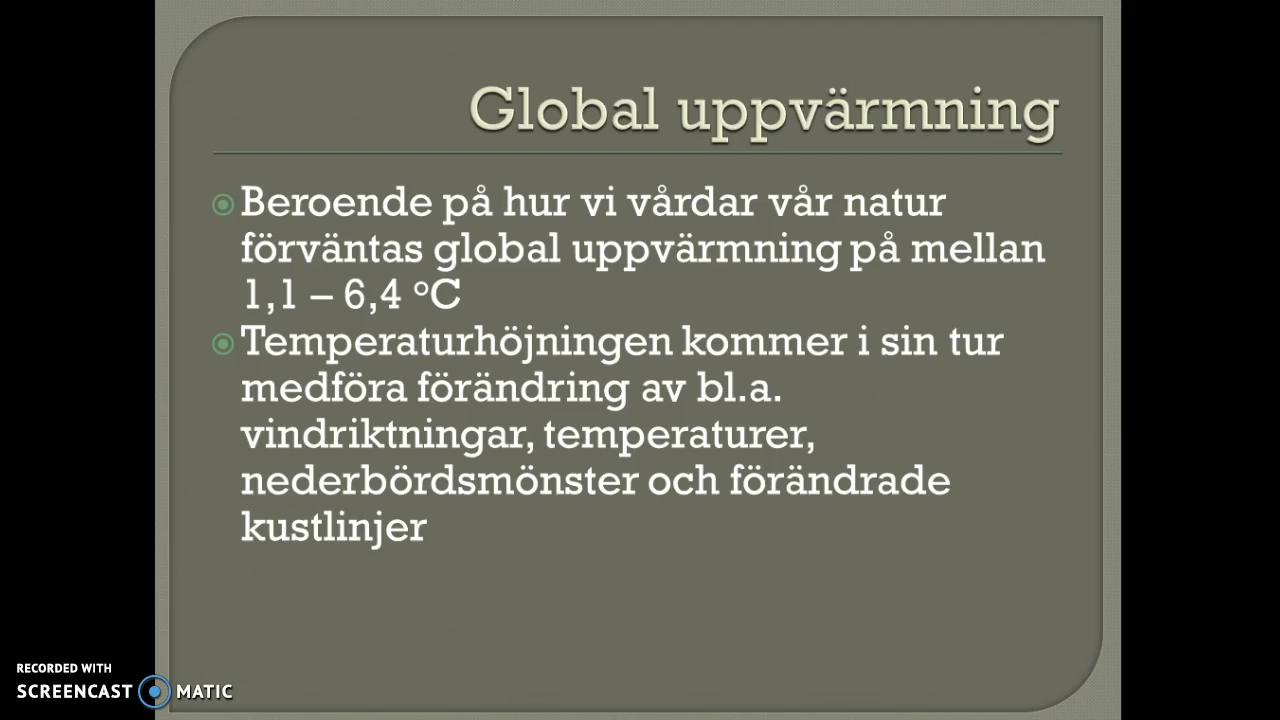 Global uppvärmning
Beroende på hur vi vårdar vår natur
förväntas global uppvärmning på mellan
1,1 – 6,4 °C
Temperaturhöjningen kommer i sin tur
medföra förändring av bl.a.
vindriktningar, temperaturer,
nederbördsmönster och förändrade
kustlinjer
RECORDED WITH
SCREENCAST MATIC